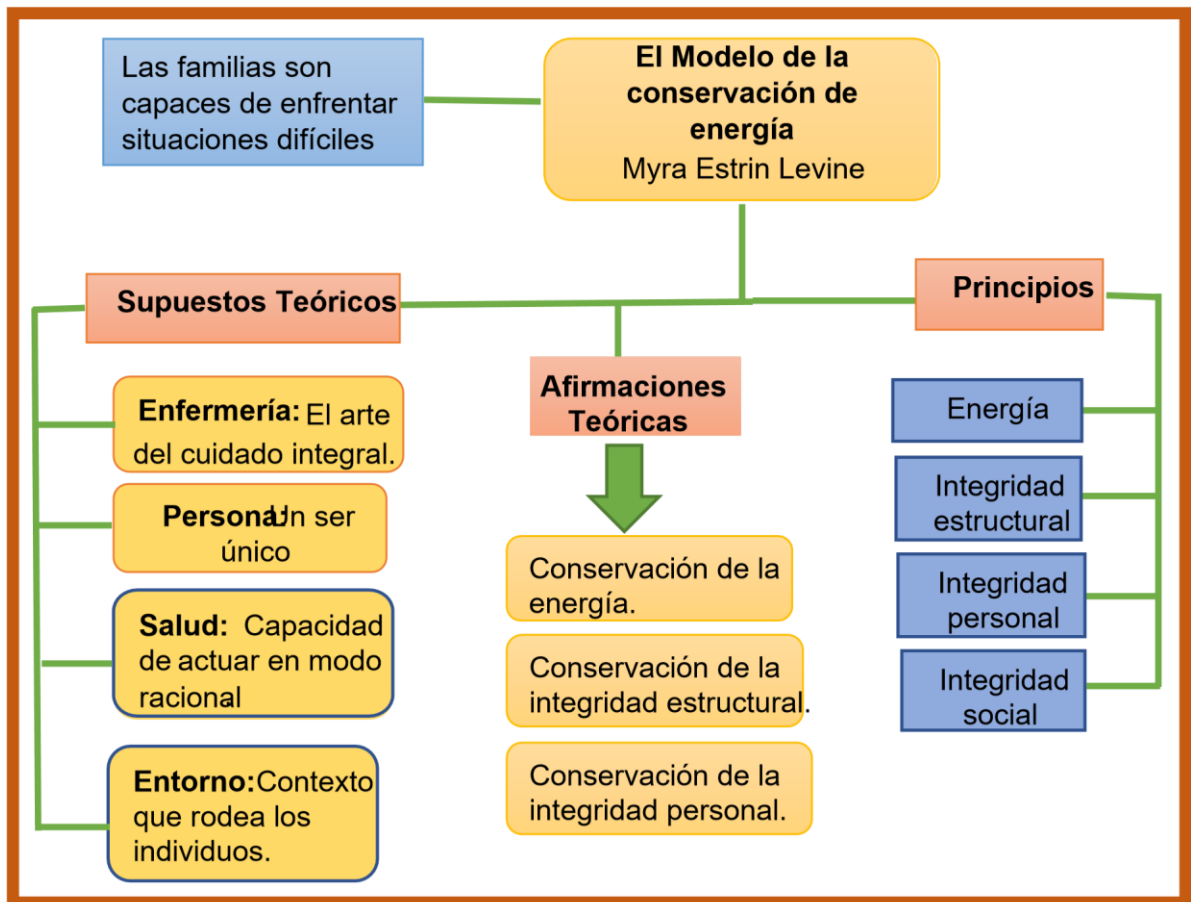 Las familias son
capaces de enfrentar
situaciones difíciles
El Modelo de la
conservación de
energía
Myra Estrin Levine
Supuestos Teóricos
Enfermería: El arte
del cuidado integral.
Persona: Un ser
único
Salud: Capacidad
de actuar en modo
racional
Entorno:Contexto
que rodea los
individuos.
Afirmaciones
Teóricas
Conservación de la
energía.
Conservación de la
integridad estructural.
Conservación de la
integridad personal.
Principios
Energía
Integridad
estructural
Integridad
personal
Integridad
social